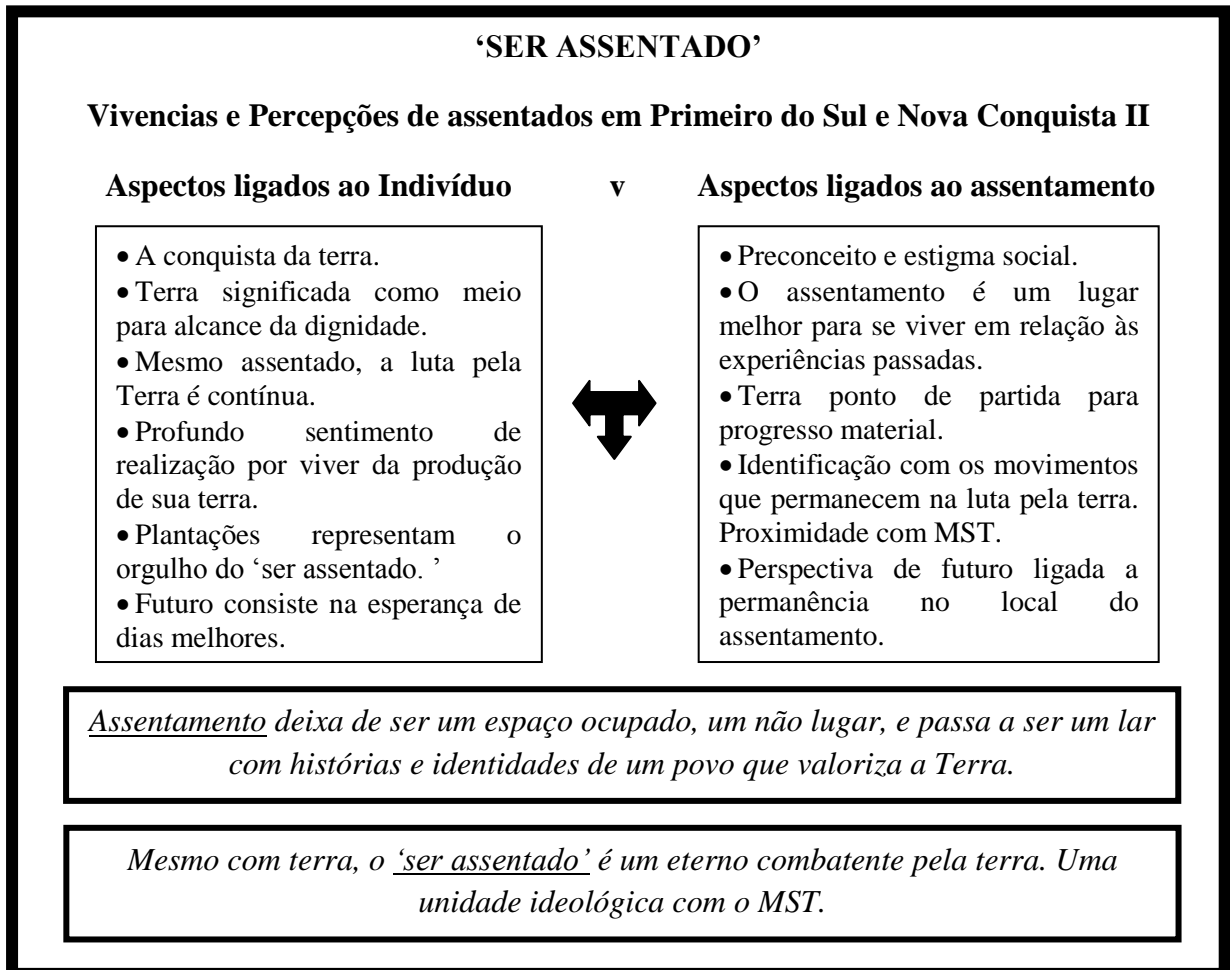 ‘SER ASSENTADO’
Vivencias e Percepções de assentados em Primeiro do Sul e Nova Conquista II
Aspectos ligados ao Indivíduo v Aspectos ligados ao assentamento
• A conquista da terra.
• Terra significada como meio
para alcance da dignidade.
• Mesmo assentado, a luta pela
Terra é contínua.
• Profundo sentimento de
realização por viver da produção
de sua terra.
• Plantações representam o
orgulho do ‘ser assentado. ’
• Futuro consiste na esperança de
dias melhores.
• Preconceito e estigma social.
• O assentamento é um lugar
melhor para se viver em relação às
experiências passadas.
• Terra ponto de partida para
progresso material.
• Identificação com os movimentos
que permanecem na luta pela terra.
Proximidade com MST.
• Perspectiva de futuro ligada a
permanência no local do
assentamento.
Assentamento deixa de ser um espaço ocupado, um não lugar, e passa a ser um lar
com histórias e identidades de um povo que valoriza a Terra.
Mesmo com terra, o ‘ser assentado’ é um eterno combatente pela terra. Uma
unidade ideológica com o MST.